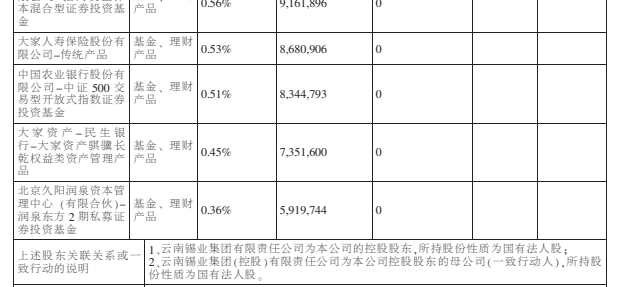 本混合型证券投资基 基金、理财 0.56% 9,161,896 0
金 产品
大家人寿保险股份有 基金、理财 0.53% 8,680,906 0
限公司–传统产品 产品
中国农业银行股份有
限公司–中证 500 交 基金、理财 0.51% 8,344,793 0
易型开放式指数证券 产品
投资基金
大家资产–民生银
行–大家资产骐骥长 基金、理财 0.45% 7,351,600 0
乾权益类资产管理产 产品
品
北京久阳润泉资本管
理中心（有限合伙)– 基金、理财 0.36% 5,919,744 0
润泉东方 2 期私募证 产品
券投资基金
上述股东关联关系或一 1、云南锡业集团有限责任公司为本公司的控股股东,所持股份性质为国有法人股；
致行动的说明 2、云南锡业集团(控股)有限责任公司为本公司控股股东的母公司(一致行动人),所持股
份性质为国有法人股。